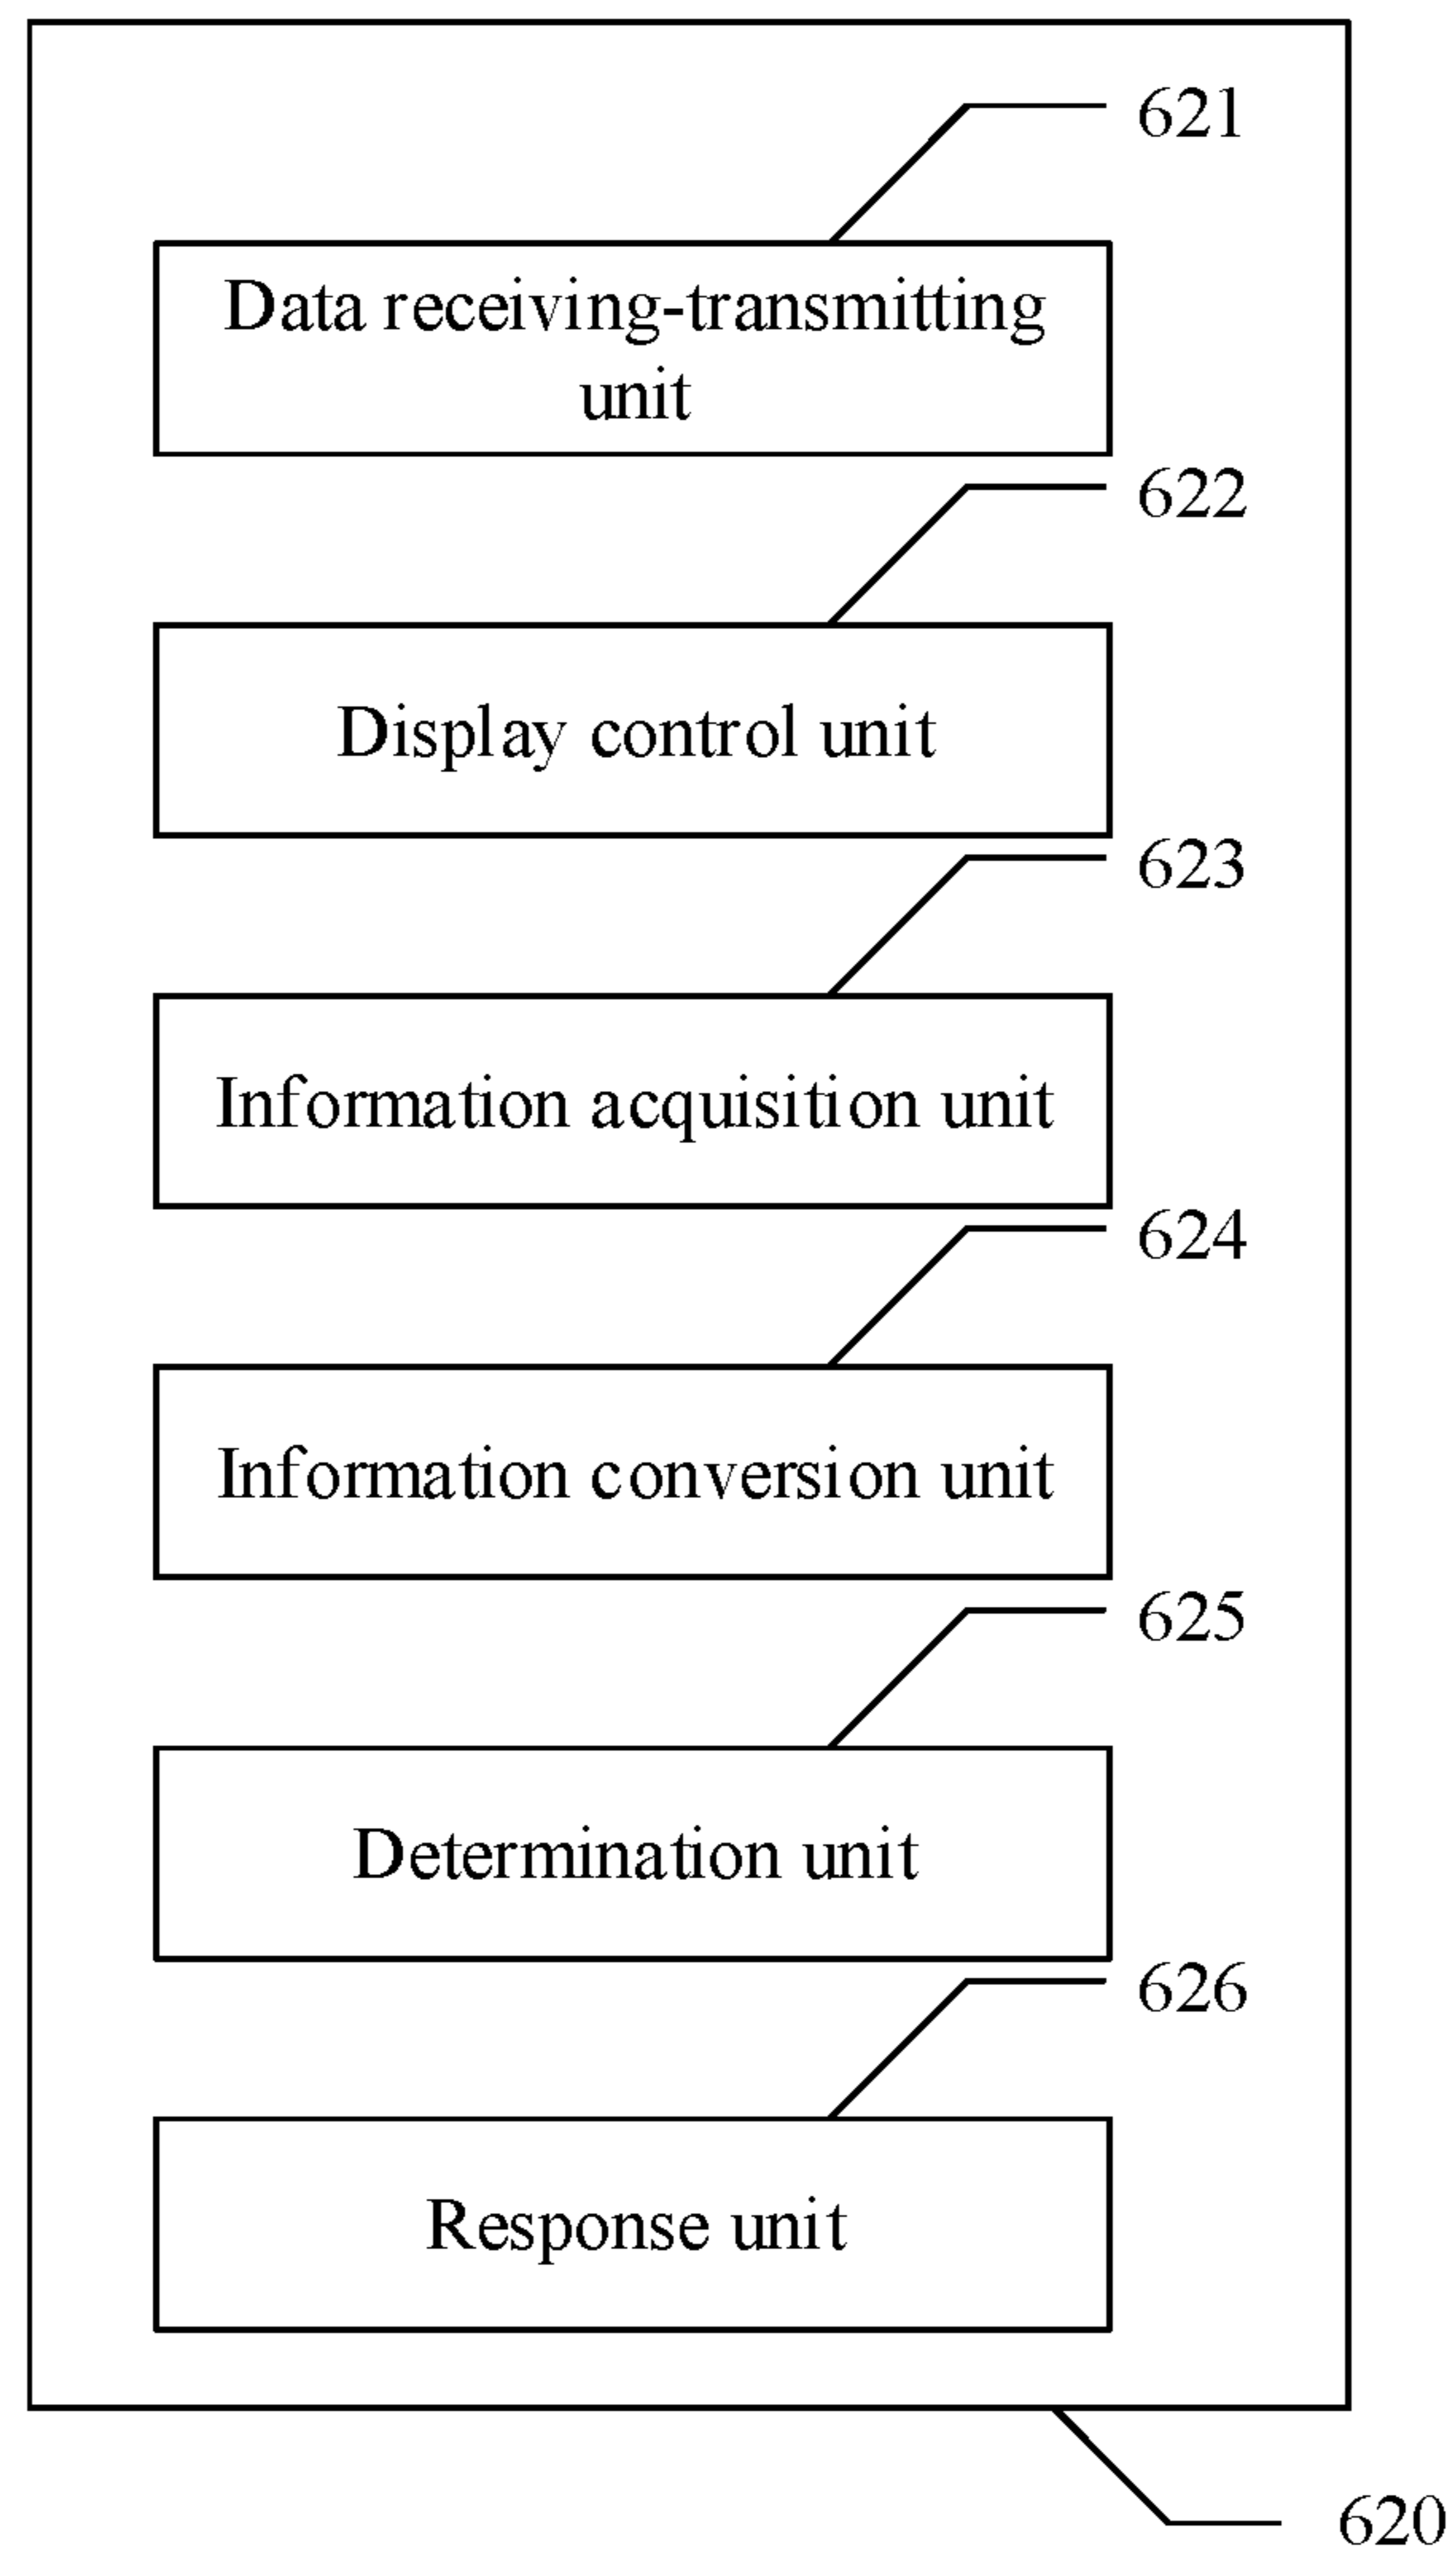 621
Data receiving-transmitting
unit
622
Display control unit
623
Information acquisition unit
624
Information conversion unit
625
Determination unit
626
Response unit
620